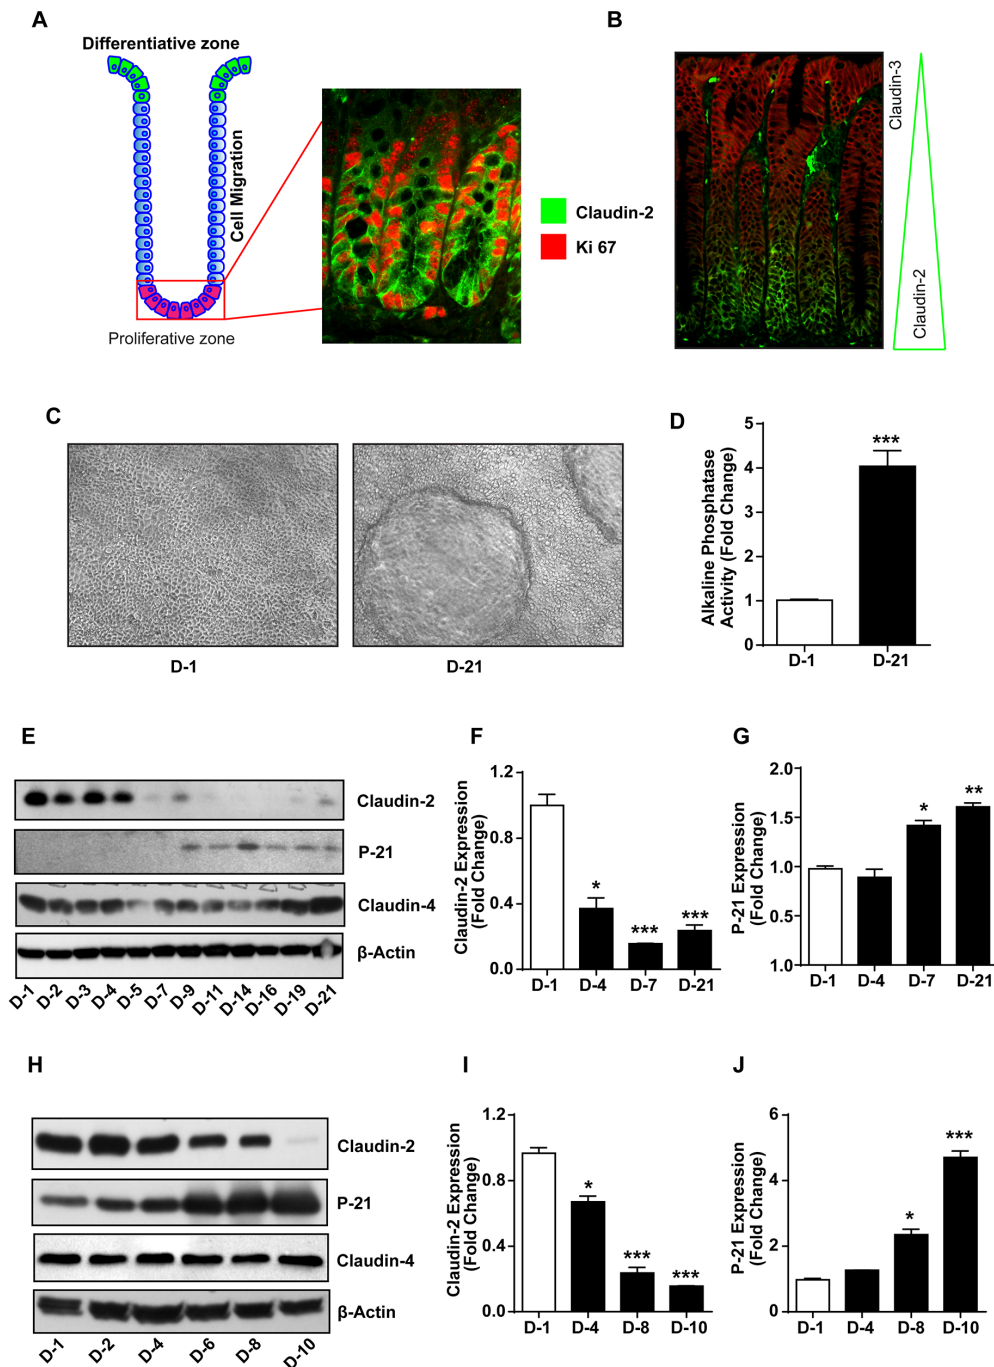 A
Differentiative zone
Cell Migration
Proliferative zone
Claudin-2
Ki 67
B
Claudin-3
Claudin-2
C
D-1
D-21
D
Alkaline Phosphatase
Activity (Fold Change)
5
4
3
2
1
0
***
D-1
D-21
E
Claudin-2
P-21
Claudin-4
β-Actin
D-1
D-2
D-3
D-4
D-5
D-7
D-9
D-11
D-14
D-16
D-19
D-21
F
Claudin-2 Expression
(Fold Change)
1.2
0.8
0.4
0.0
*
***
***
D-1
D-4
D-7
D-21
G
P-21 Expression
(Fold Change)
2.0
1.5
1.0
0.5
1.0
*
**
D-1
D-4
D-7
D-21
H
Claudin-2
P-21
Claudin-4
β-Actin
D-1
D-2
D-4
D-6
D-8
D-10
I
Claudin-2 Expression
(Fold Change)
1.2
0.8
0.4
0.0
*
***
***
D-1
D-4
D-8
D-10
J
P-21 Expression
(Fold Change)
6
4
2
0
*
***
D-1
D-4
D-8
D-10